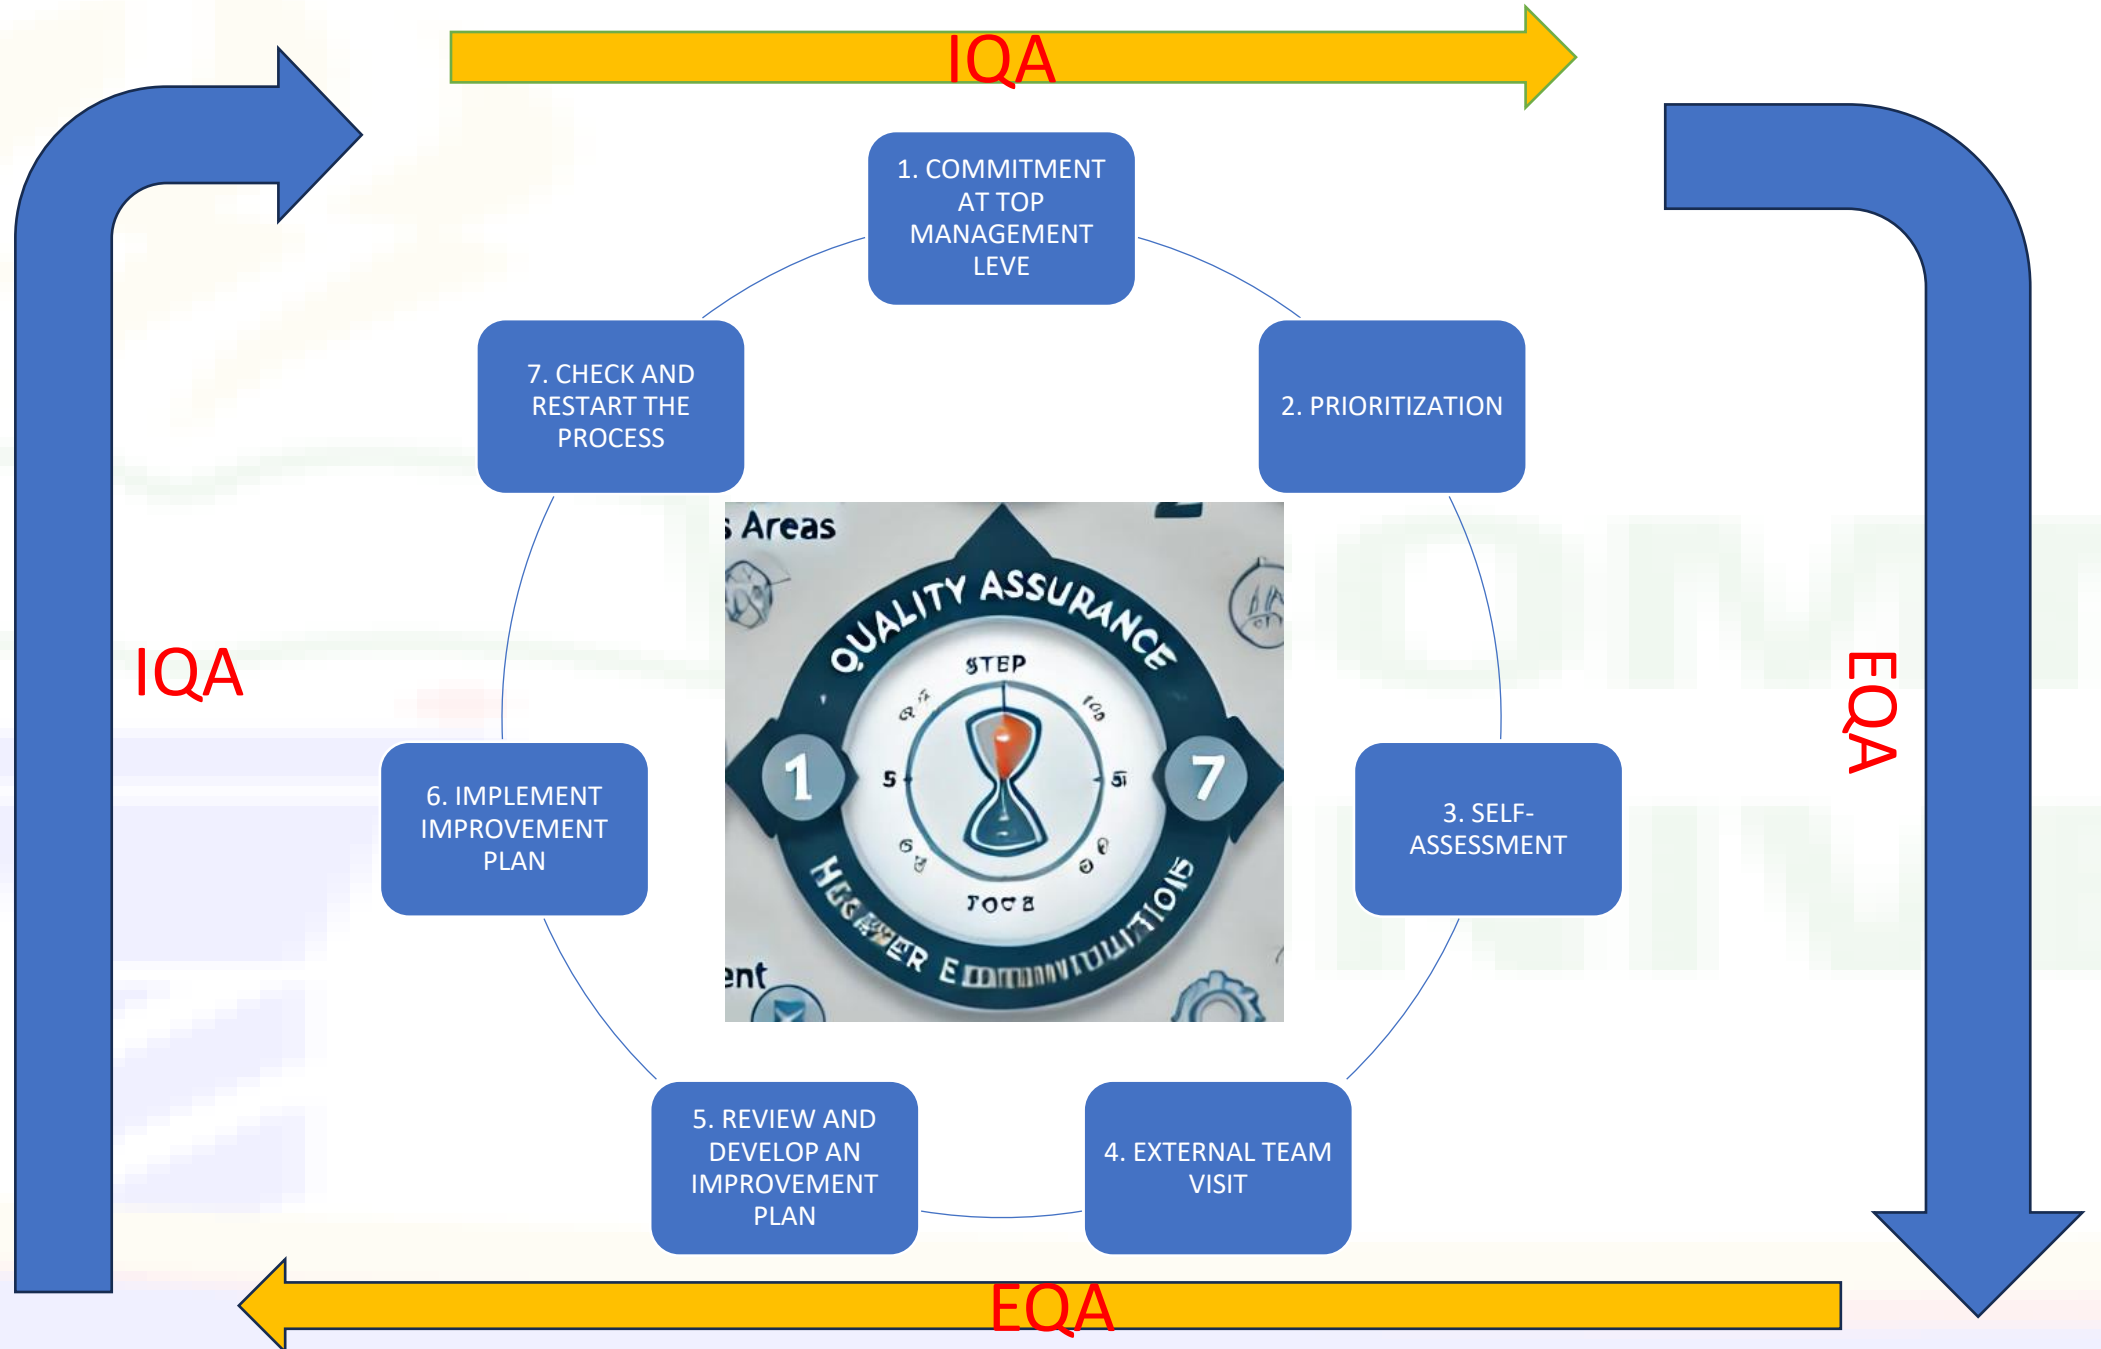 IQA
1. COMMITMENT
AT TOP
MANAGEMENT
LEVE
7. CHECK AND
RESTART THE
PROCESS
2. PRIORITIZATION
s Areas
QUALITY ASSURANCE
STEP
1
S
7
IQA
EQA
6. IMPLEMENT
IMPROVEMENT
PLAN
3. SELF-
ASSESSMENT
ent
5. REVIEW AND
DEVELOP AN
IMPROVEMENT
PLAN
4. EXTERNAL TEAM
VISIT
EQA